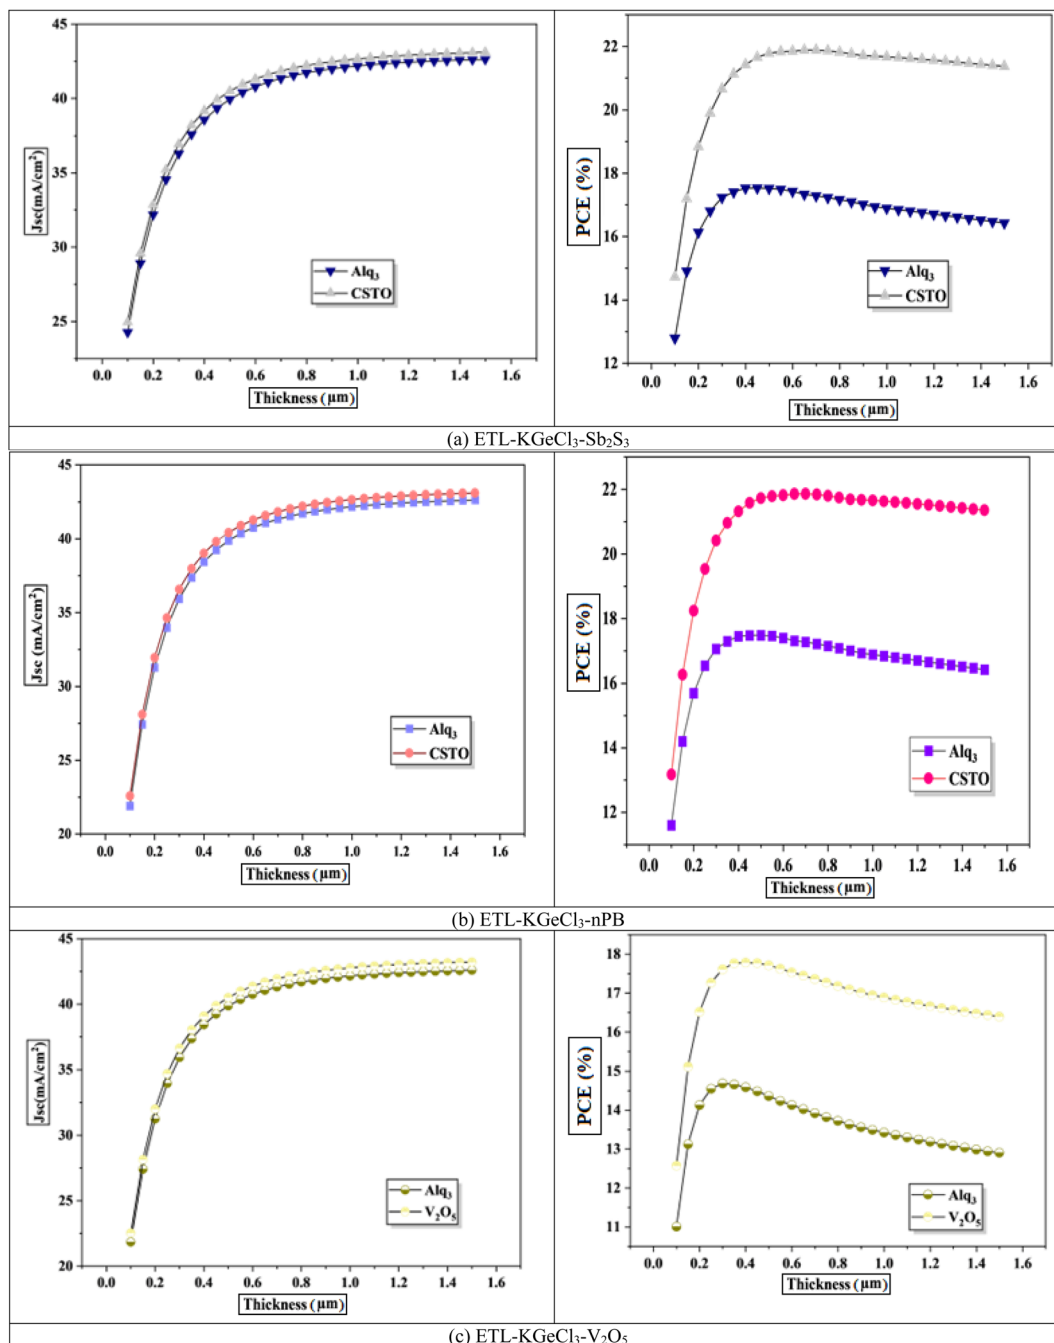 45
40
35
30
25
Jsc(mA/cm²)
0.0 0.2 0.4 0.6 0.8 1.0 1.2 1.4 1.6
Thickness (μm)
Alq₃
CSTO
22
20
18
16
14
12
PCE (%)
0.0 0.2 0.4 0.6 0.8 1.0 1.2 1.4 1.6
Thickness (μm)
Alq₃
CSTO
(a) ETL-KGeCl₃-Sb₂S₃
45
40
35
30
25
20
Jsc (mA/cm²)
0.0 0.2 0.4 0.6 0.8 1.0 1.2 1.4 1.6
Thickness (μm)
Alq₃
CSTO
22
20
18
16
14
12
PCE (%)
0.0 0.2 0.4 0.6 0.8 1.0 1.2 1.4 1.6
Thickness (μm)
Alq₃
CSTO
(b) ETL-KGeCl₃-nPB
45
40
35
30
25
20
Jsc(mA/cm²)
0.0 0.2 0.4 0.6 0.8 1.0 1.2 1.4 1.6
Thickness (μm)
Alq₃
V₂O₅
18
17
16
15
14
13
12
11
PCE (%)
0.0 0.2 0.4 0.6 0.8 1.0 1.2 1.4 1.6
Thickness (μm)
Alq₃
V₂O₅
(c) ETL-KGeCl₃-V₂O₅